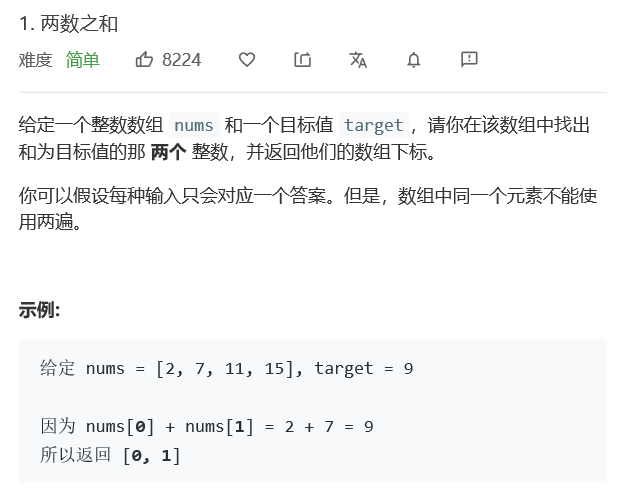 1. 两数之和
难度 简单 8224
给定一个整数数组 nums 和一个目标值 target，请你在该数组中找出
和为目标值的那 两个 整数，并返回他们的数组下标。
你可以假设每种输入只会对应一个答案。但是，数组中同一个元素不能使
用两遍。
示例:
给定 nums = [2, 7, 11, 15], target = 9
因为 nums[0] + nums[1] = 2 + 7 = 9
所以返回 [0, 1]